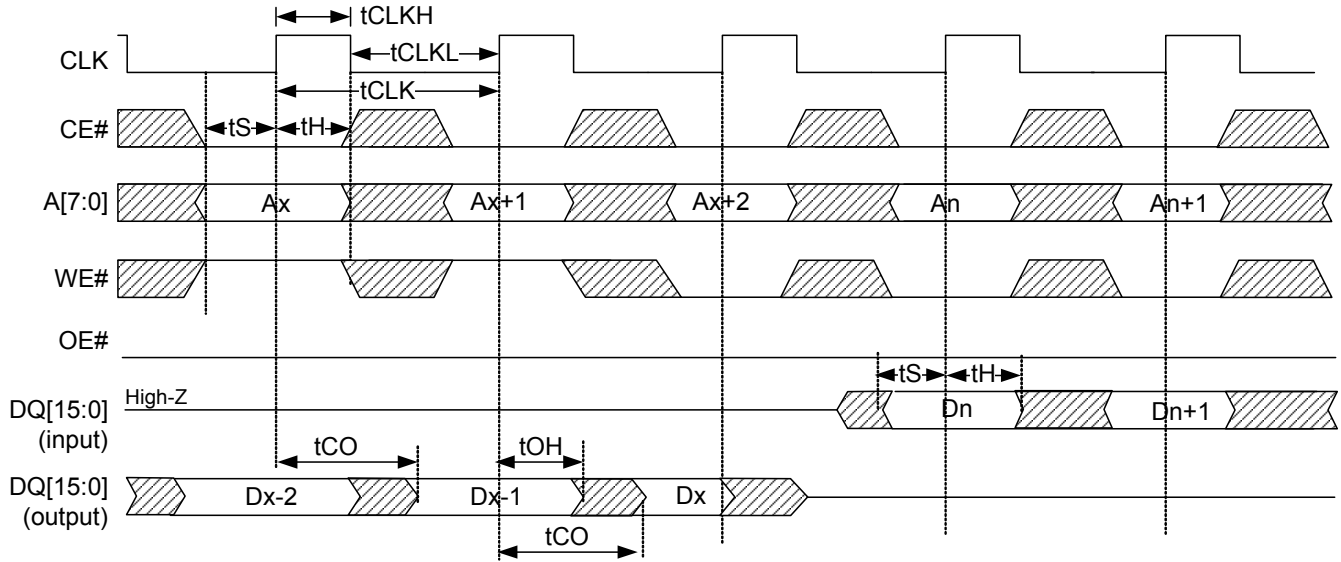 tCLKH
CLK
tCLKL
tCLK
CE#
tS
tH
A[7:0]
Ax
Ax+1
Ax+2
An
An+1
WE#
OE#
tS
tH
DQ[15:0]
(input)
High-Z
Dn
Dn+1
tCO
tOH
DQ[15:0]
(output)
Dx-2
Dx-1
Dx
tCO